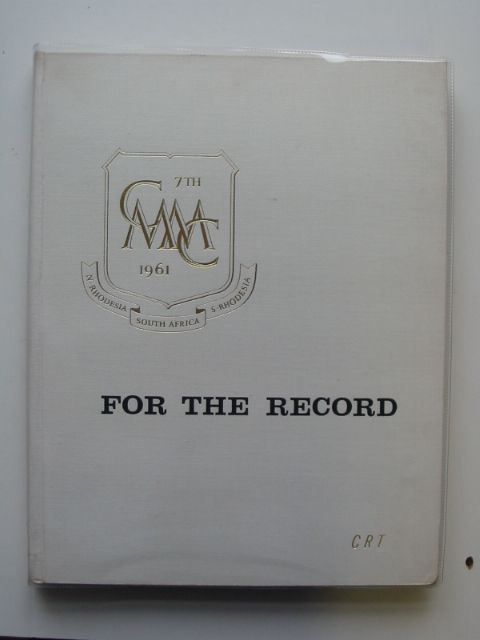 7TH
CMMC
1961
N. RHODESIA
SOUTH AFRICA
S. RHODESIA
FOR THE RECORD
CRT